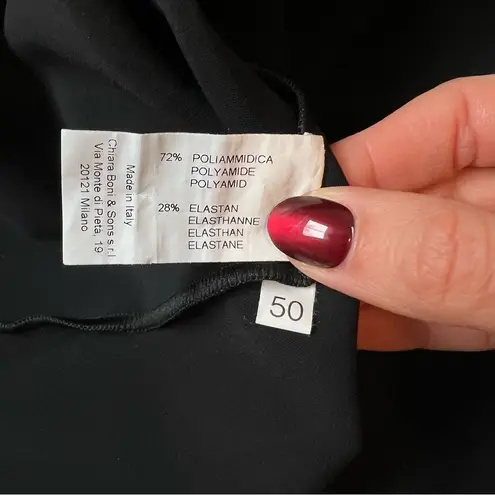 Made in Italy
Chiara Boni & Sons s.r.l
Via Monte di Pietà, 19
20121 Milano
72% POLIAMMIDICA
POLYAMIDE
POLYAMID
28% ELASTAN
ELASTHANNE
ELASTHAN
ELASTANE
50